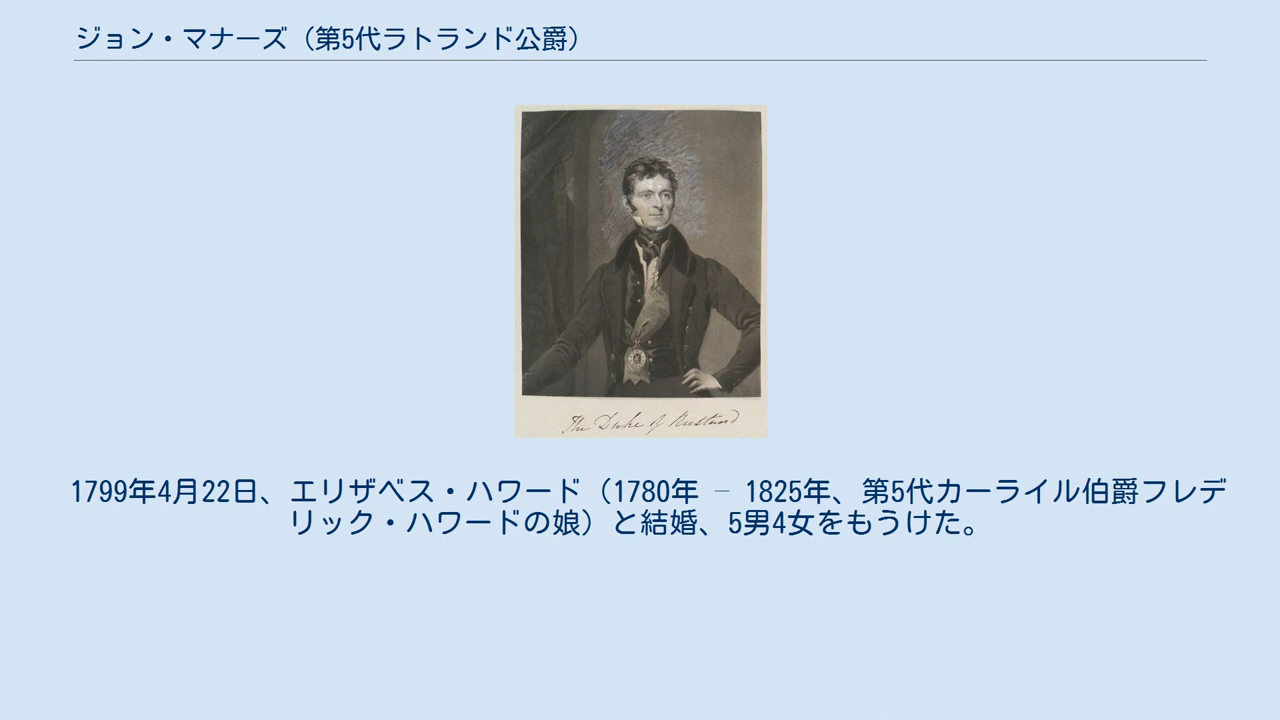 ジョン・マナーズ（第5代ラトランド公爵）
The Duke of Rutland
1799年4月22日、エリザベス・ハワード（1780年 – 1825年、第5代カーライル伯爵フレデ
リック・ハワードの娘）と結婚、5男4女をもうけた。